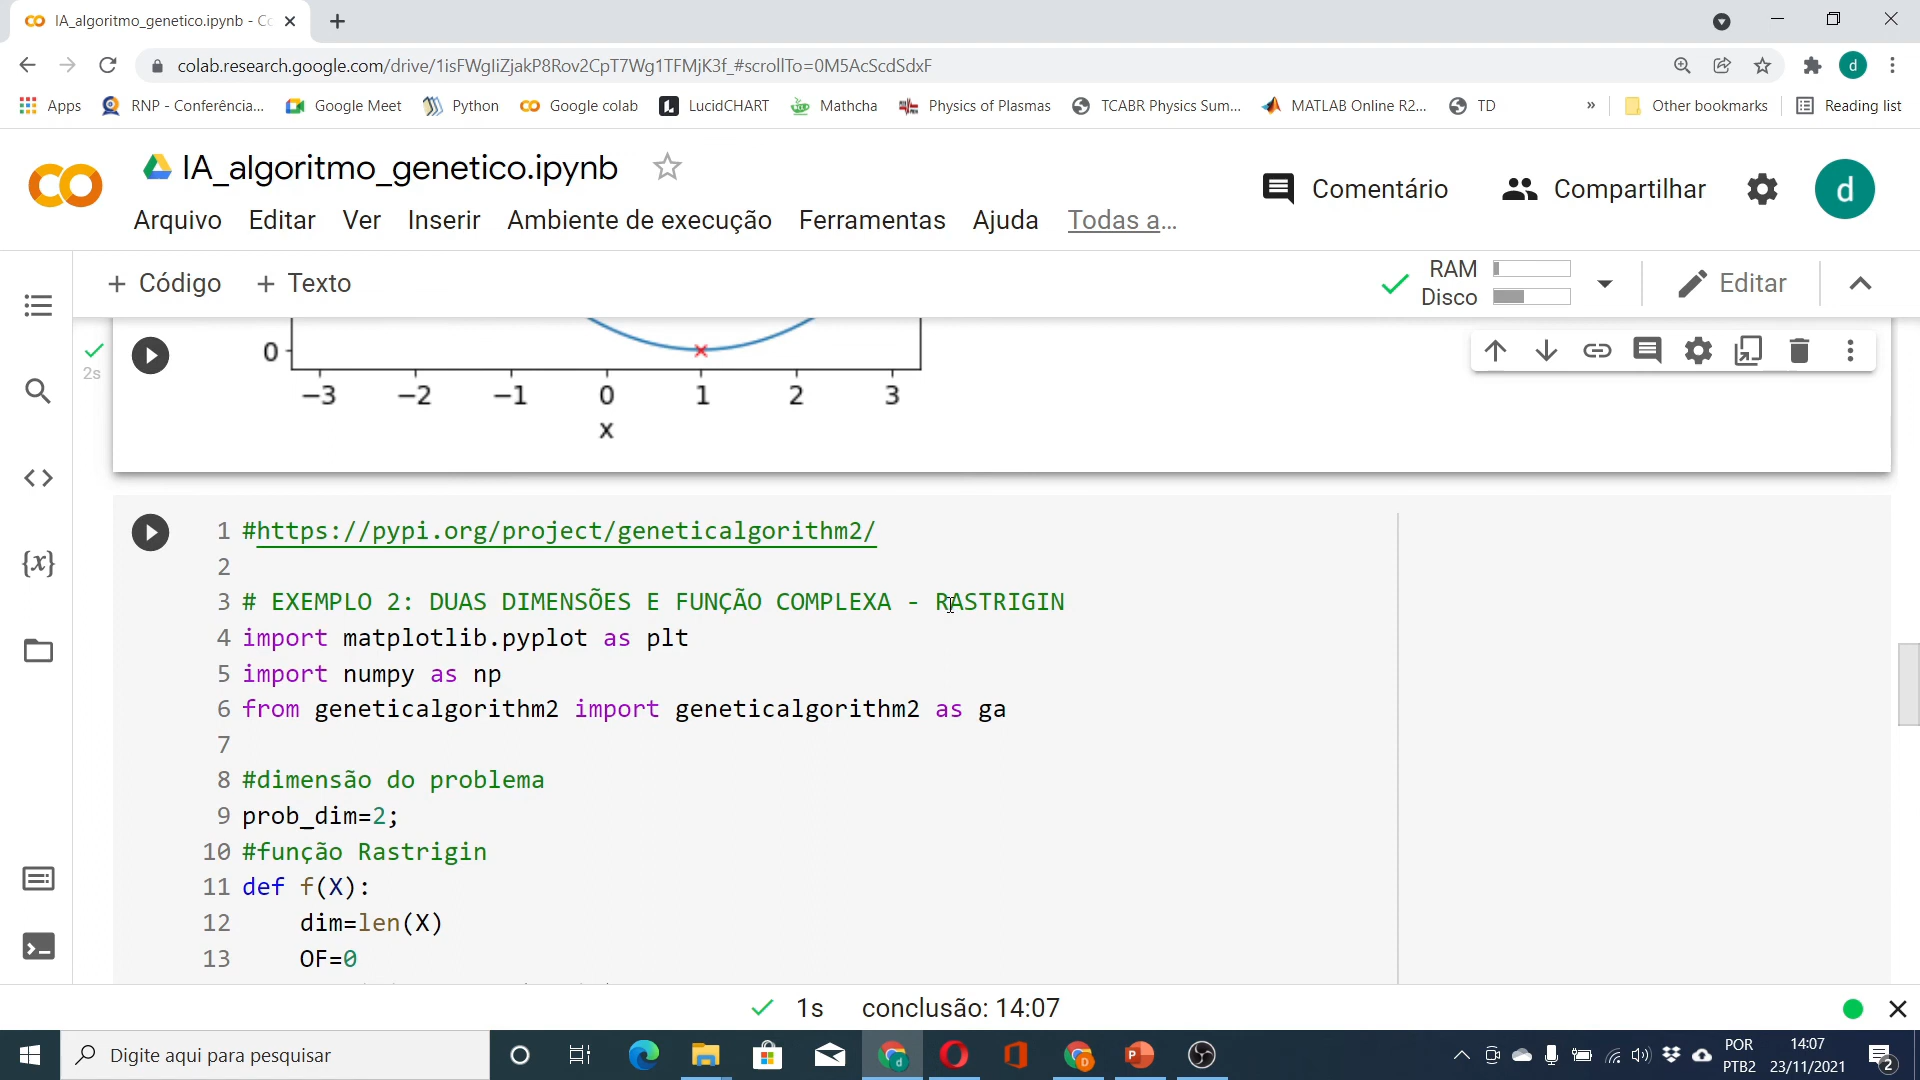 IA_algoritmo_genetico.ipynb - Co
colab.research.google.com/drive/1isFWgIiZjakP8Rov2CpT7Wg1TFMjK3f_#scrollTo=0M5AcScdSdxF
d
Apps
RNP - Conferência...
Google Meet
Python
Google colab
LucidCHART
Mathcha
Physics of Plasmas
TCABR Physics Sum...
MATLAB Online R2...
TD
»
Other bookmarks
Reading list
IA_algoritmo_genetico.ipynb
Comentário
Compartilhar
d
Arquivo Editar Ver Inserir Ambiente de execução Ferramentas Ajuda Todas a...
+ Código + Texto
RAM
Disco
Editar
2s
0
−3 −2 −1 0 1 2 3
x
{x}
1 #https://pypi.org/project/geneticalgorithm2/
2
3 # EXEMPLO 2: DUAS DIMENSÕES E FUNÇÃO COMPLEXA - RASTRIGIN
4 import matplotlib.pyplot as plt
5 import numpy as np
6 from geneticalgorithm2 import geneticalgorithm2 as ga
7
8 #dimensão do problema
9 prob_dim=2;
10 #função Rastrigin
11 def f(X):
12 dim=len(X)
13 OF=0
1s conclusão: 14:07
Digite aqui para pesquisar
POR
PTB2
14:07
23/11/2021
2